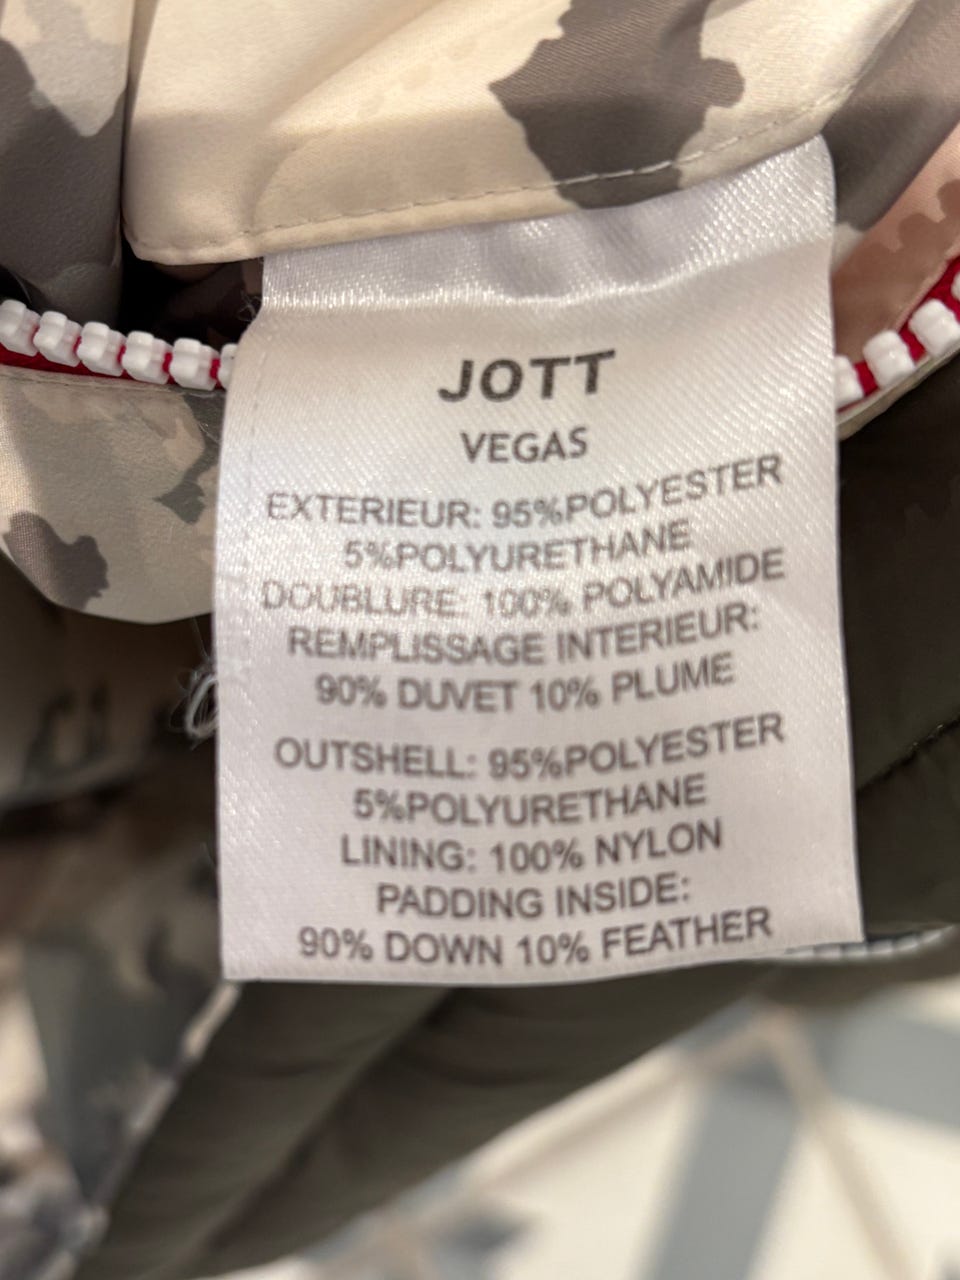 JOTT
VEGAS
EXTERIEUR: 95%POLYESTER
5%POLYURETHANE
DOUBLURE: 100% POLYAMIDE
REMPLISSAGE INTERIEUR:
90% DUVET 10% PLUME
OUTSHELL: 95%POLYESTER
5%POLYURETHANE
LINING: 100% NYLON
PADDING INSIDE:
90% DOWN 10% FEATHER